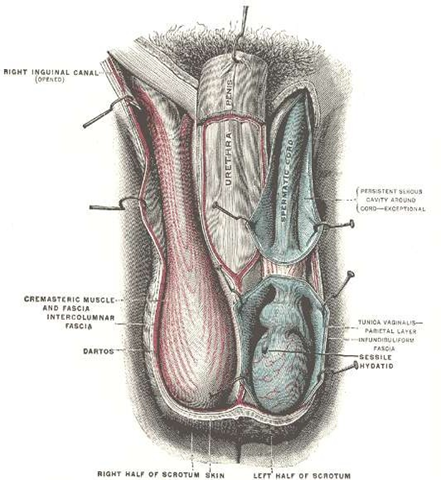 RIGHT INGUINAL CANAL
(OPENED)
PENIS
URETHRA
SPERMATIC CORD
PERSISTENT SEROUS
CAVITY AROUND
CORD—EXCEPTIONAL
CREMASTERIC MUSCLE
AND FASCIA
INTERCOLUMNAR
FASCIA
DARTOS
TUNICA VAGINALIS—
PARIETAL LAYER
INFUNDIBULIFORM
FASCIA
SESSILE
HYDATID
RIGHT HALF OF SCROTUM
SKIN
LEFT HALF OF SCROTUM